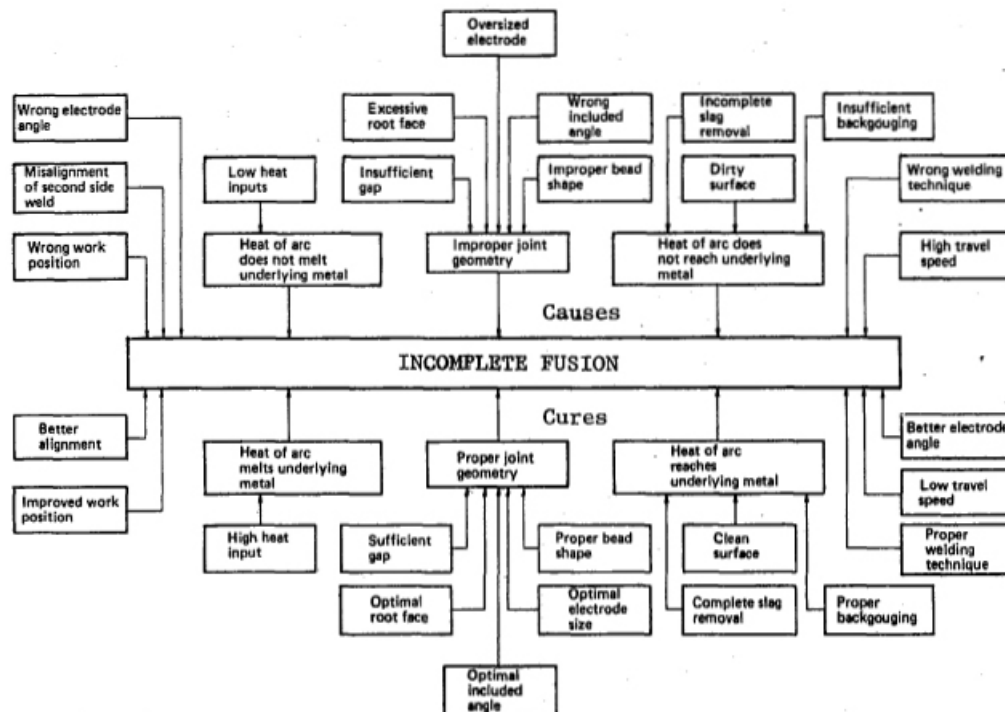 Oversized
electrode
Wrong electrode
angle
Excessive
root face
Wrong
included
angle
Incomplete
slag
removal
Insufficient
backgouging
Misalignment
of second side
weld
Low heat
inputs
Insufficient
gap
Improper bead
shape
Dirty
surface
Wrong welding
technique
Wrong work
position
Heat of arc
does not melt
underlying metal
Improper joint
geometry
Heat of arc does
not reach underlying
metal
High travel
speed
Causes
INCOMPLETE FUSION
Cures
Better
alignment
Heat of arc
melts underlying
metal
Proper joint
geometry
Heat of arc
reaches
underlying metal
Better electrode
angle
Improved work
position
High heat
input
Sufficient
gap
Proper bead
shape
Clean
surface
Low travel
speed
Optimal
root face
Optimal
electrode
size
Complete slag
removal
Proper
backgouging
Proper
welding
technique
Optimal
included
angle